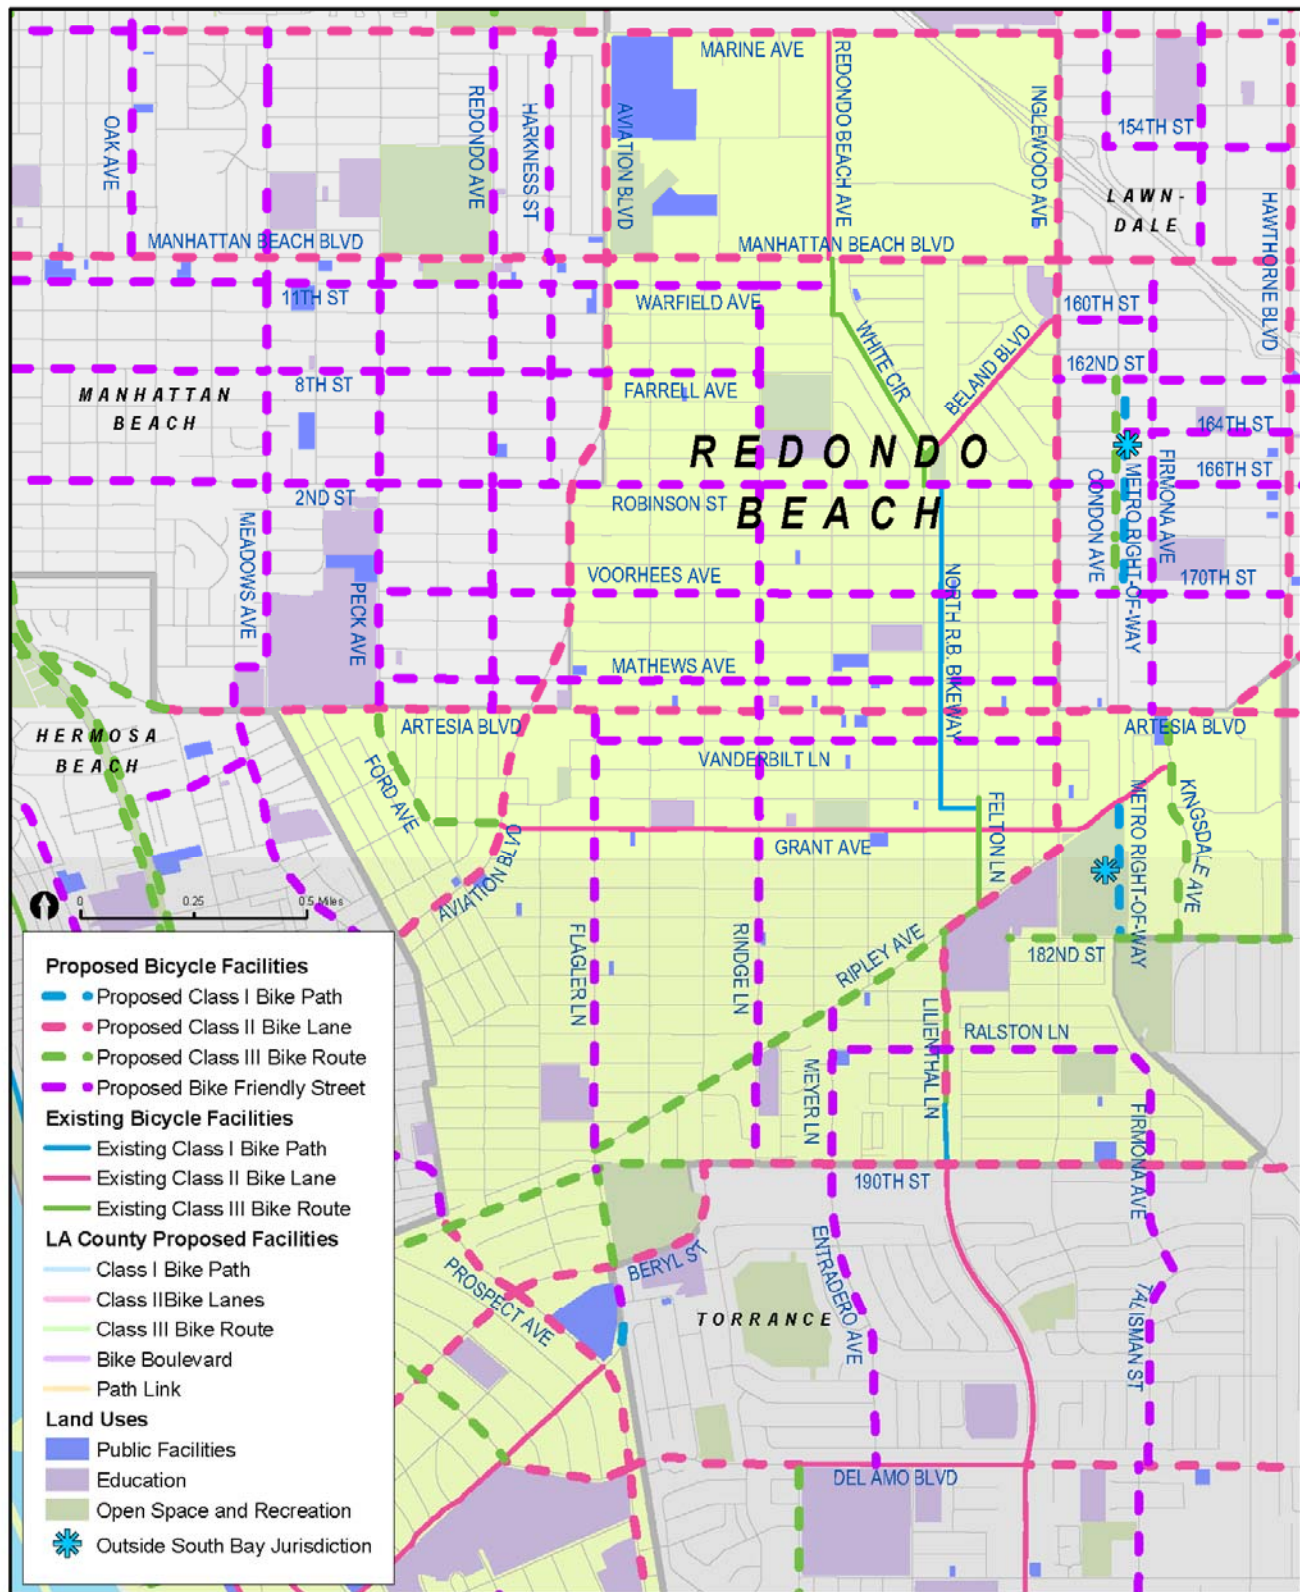 MARINE AVE
REDONDO BEACH AVE
INGLEWOOD AVE
OAK AVE
REDONDO AVE
HARKNESS ST
AVIATION BLVD
154TH ST
LAWN-
DALE
HAWTHORNE BLVD
MANHATTAN BEACH BLVD
MANHATTAN BEACH BLVD
11TH ST
WARFIELD AVE
160TH ST
WHITE CIR
BELAND BLVD
162ND ST
8TH ST
FARRELL AVE
MANHATTAN
BEACH
164TH ST
REDONDO
BEACH
166TH ST
2ND ST
ROBINSON ST
CONDON AVE
METRO RIGHT-OF-WAY
FIRMONA AVE
MEADOWS AVE
PECK AVE
VOORHEES AVE
NORTH R.B. BIKEWAY
170TH ST
MATHEWS AVE
HERMOSA
BEACH
ARTESIA BLVD
ARTESIA BLVD
VANDERBILT LN
FORD AVE
FELTON LN
METRO RIGHT-OF-WAY
KINGSDALE AVE
GRANT AVE
AVIATION BLVD
0 0.25 0.5 Miles
FLAGLER LN
RINDGE LN
RIPLEY AVE
182ND ST
LILIENTHAL LN
RALSTON LN
MEYER LN
FIRMONA AVE
190TH ST
BERYL ST
PROSPECT AVE
ENTRADERO AVE
TORRANCE
TALISMAN ST
DEL AMO BLVD
Proposed Bicycle Facilities
Proposed Class I Bike Path
Proposed Class II Bike Lane
Proposed Class III Bike Route
Proposed Bike Friendly Street
Existing Bicycle Facilities
Existing Class I Bike Path
Existing Class II Bike Lane
Existing Class III Bike Route
LA County Proposed Facilities
Class I Bike Path
Class IIBike Lanes
Class III Bike Route
Bike Boulevard
Path Link
Land Uses
Public Facilities
Education
Open Space and Recreation
Outside South Bay Jurisdiction